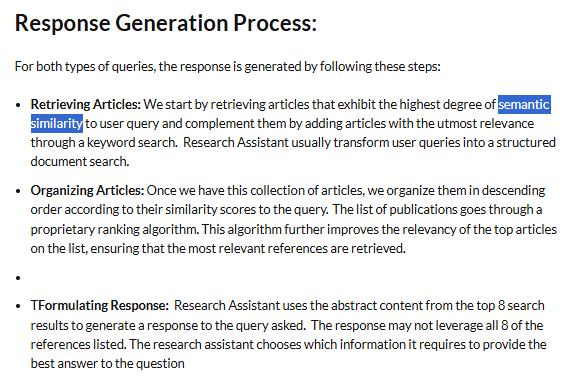 Response Generation Process:
For both types of queries, the response is generated by following these steps:
• Retrieving Articles: We start by retrieving articles that exhibit the highest degree of semantic
similarity to user query and complement them by adding articles with the utmost relevance
through a keyword search.  Research Assistant usually transform user queries into a structured
document search.
• Organizing Articles: Once we have this collection of articles, we organize them in descending
order according to their similarity scores to the query. The list of publications goes through a
proprietary ranking algorithm. This algorithm further improves the relevancy of the top articles
on the list, ensuring that the most relevant references are retrieved.
•
• TFormulating Response:  Research Assistant uses the abstract content from the top 8 search
results to generate a response to the query asked.  The response may not leverage all 8 of the
references listed. The research assistant chooses which information it requires to provide the
best answer to the question